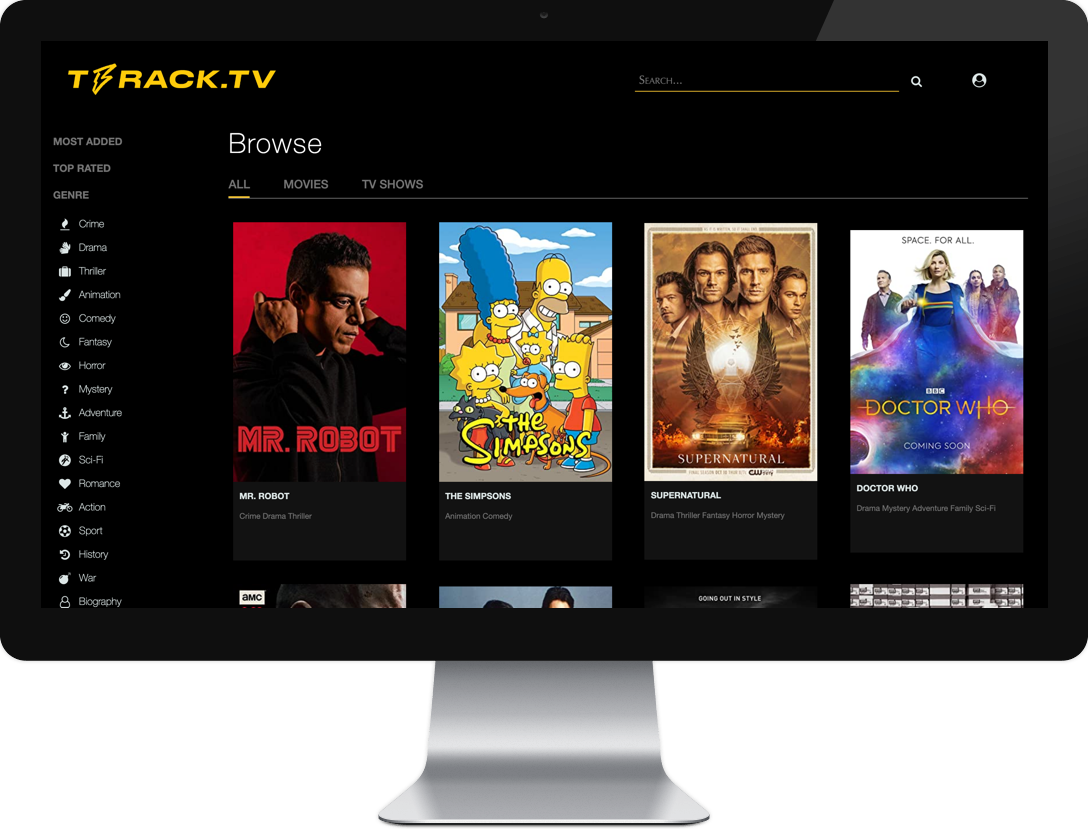 TBRACK.TV
Search...
MOST ADDED
TOP RATED
GENRE
Crime
Drama
Thriller
Animation
Comedy
Fantasy
Horror
Mystery
Adventure
Family
Sci-Fi
Romance
Action
Sport
History
War
Biography
Browse
ALL MOVIES TV SHOWS
MR. ROBOT
MR. ROBOT
Crime Drama Thriller
THE
SIMPSONS
THE SIMPSONS
Animation Comedy
SUPERNATURAL
CW
SUPERNATURAL
Drama Thriller Fantasy Horror Mystery
SPACE. FOR ALL.
BBC
DOCTOR WHO
COMING SOON
DOCTOR WHO
Drama Mystery Adventure Family Sci-Fi
amc
GOING OUT IN STYLE